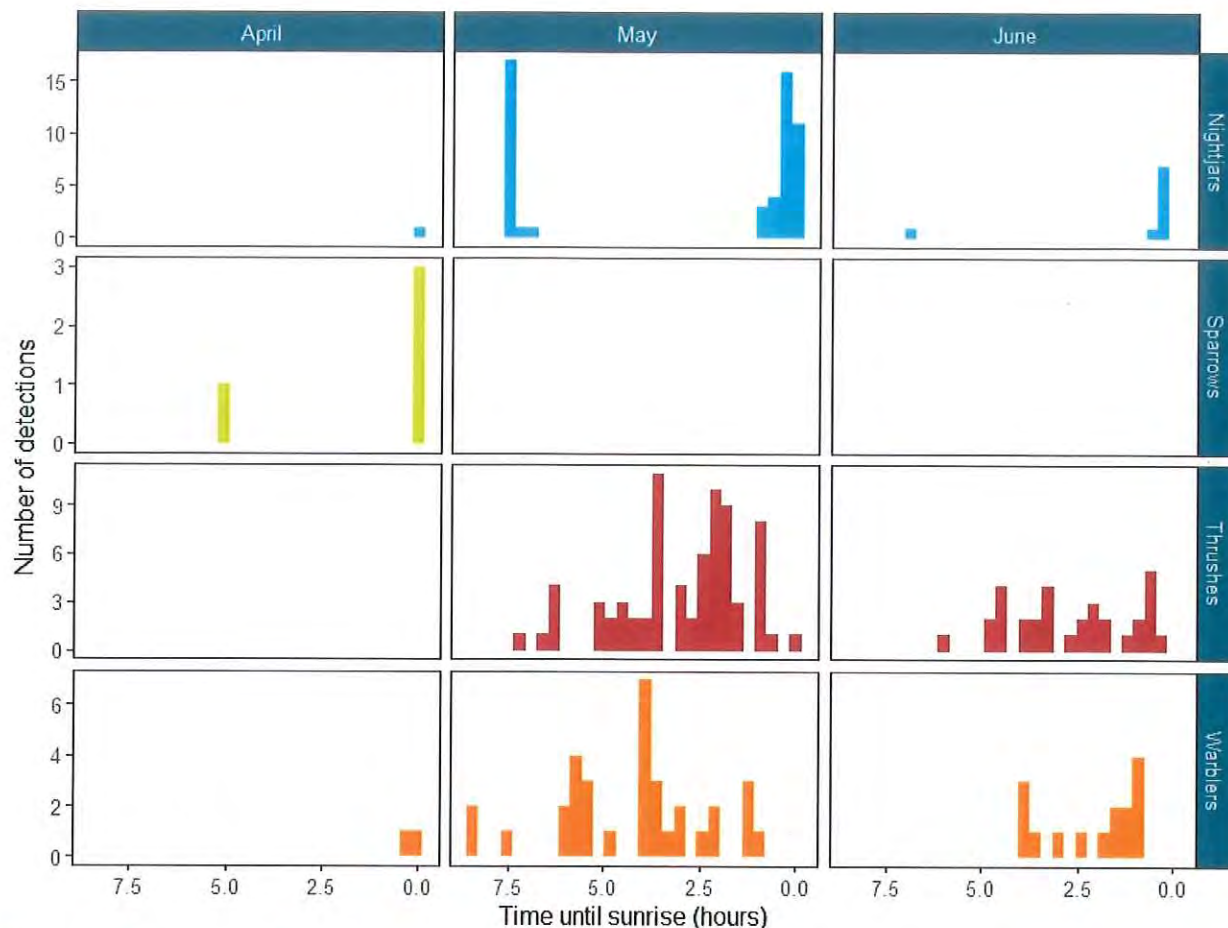 April
May
June
Number of detections
15
10
5
0
Nightjars
3
2
1
0
Sparrows
9
6
3
0
Thrushes
6
4
2
0
Warblers
7.5 5.0 2.5 0.0
7.5 5.0 2.5 0.0
7.5 5.0 2.5 0.0
Time until sunrise (hours)